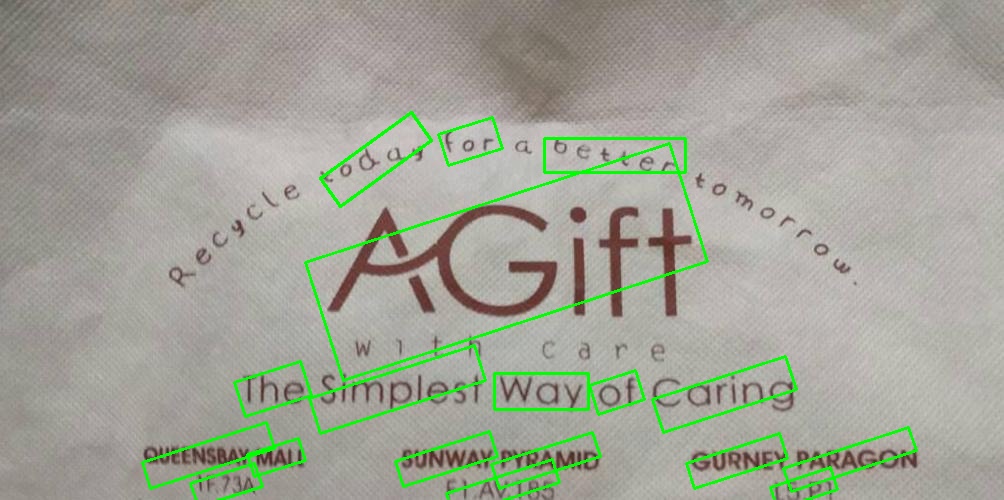 Recycle today for a better tomorrow.
AGift
with care
The Simplest Way of Caring
QUEENSBAY MALL SUNWAY PYRAMID GURNEY PARAGON